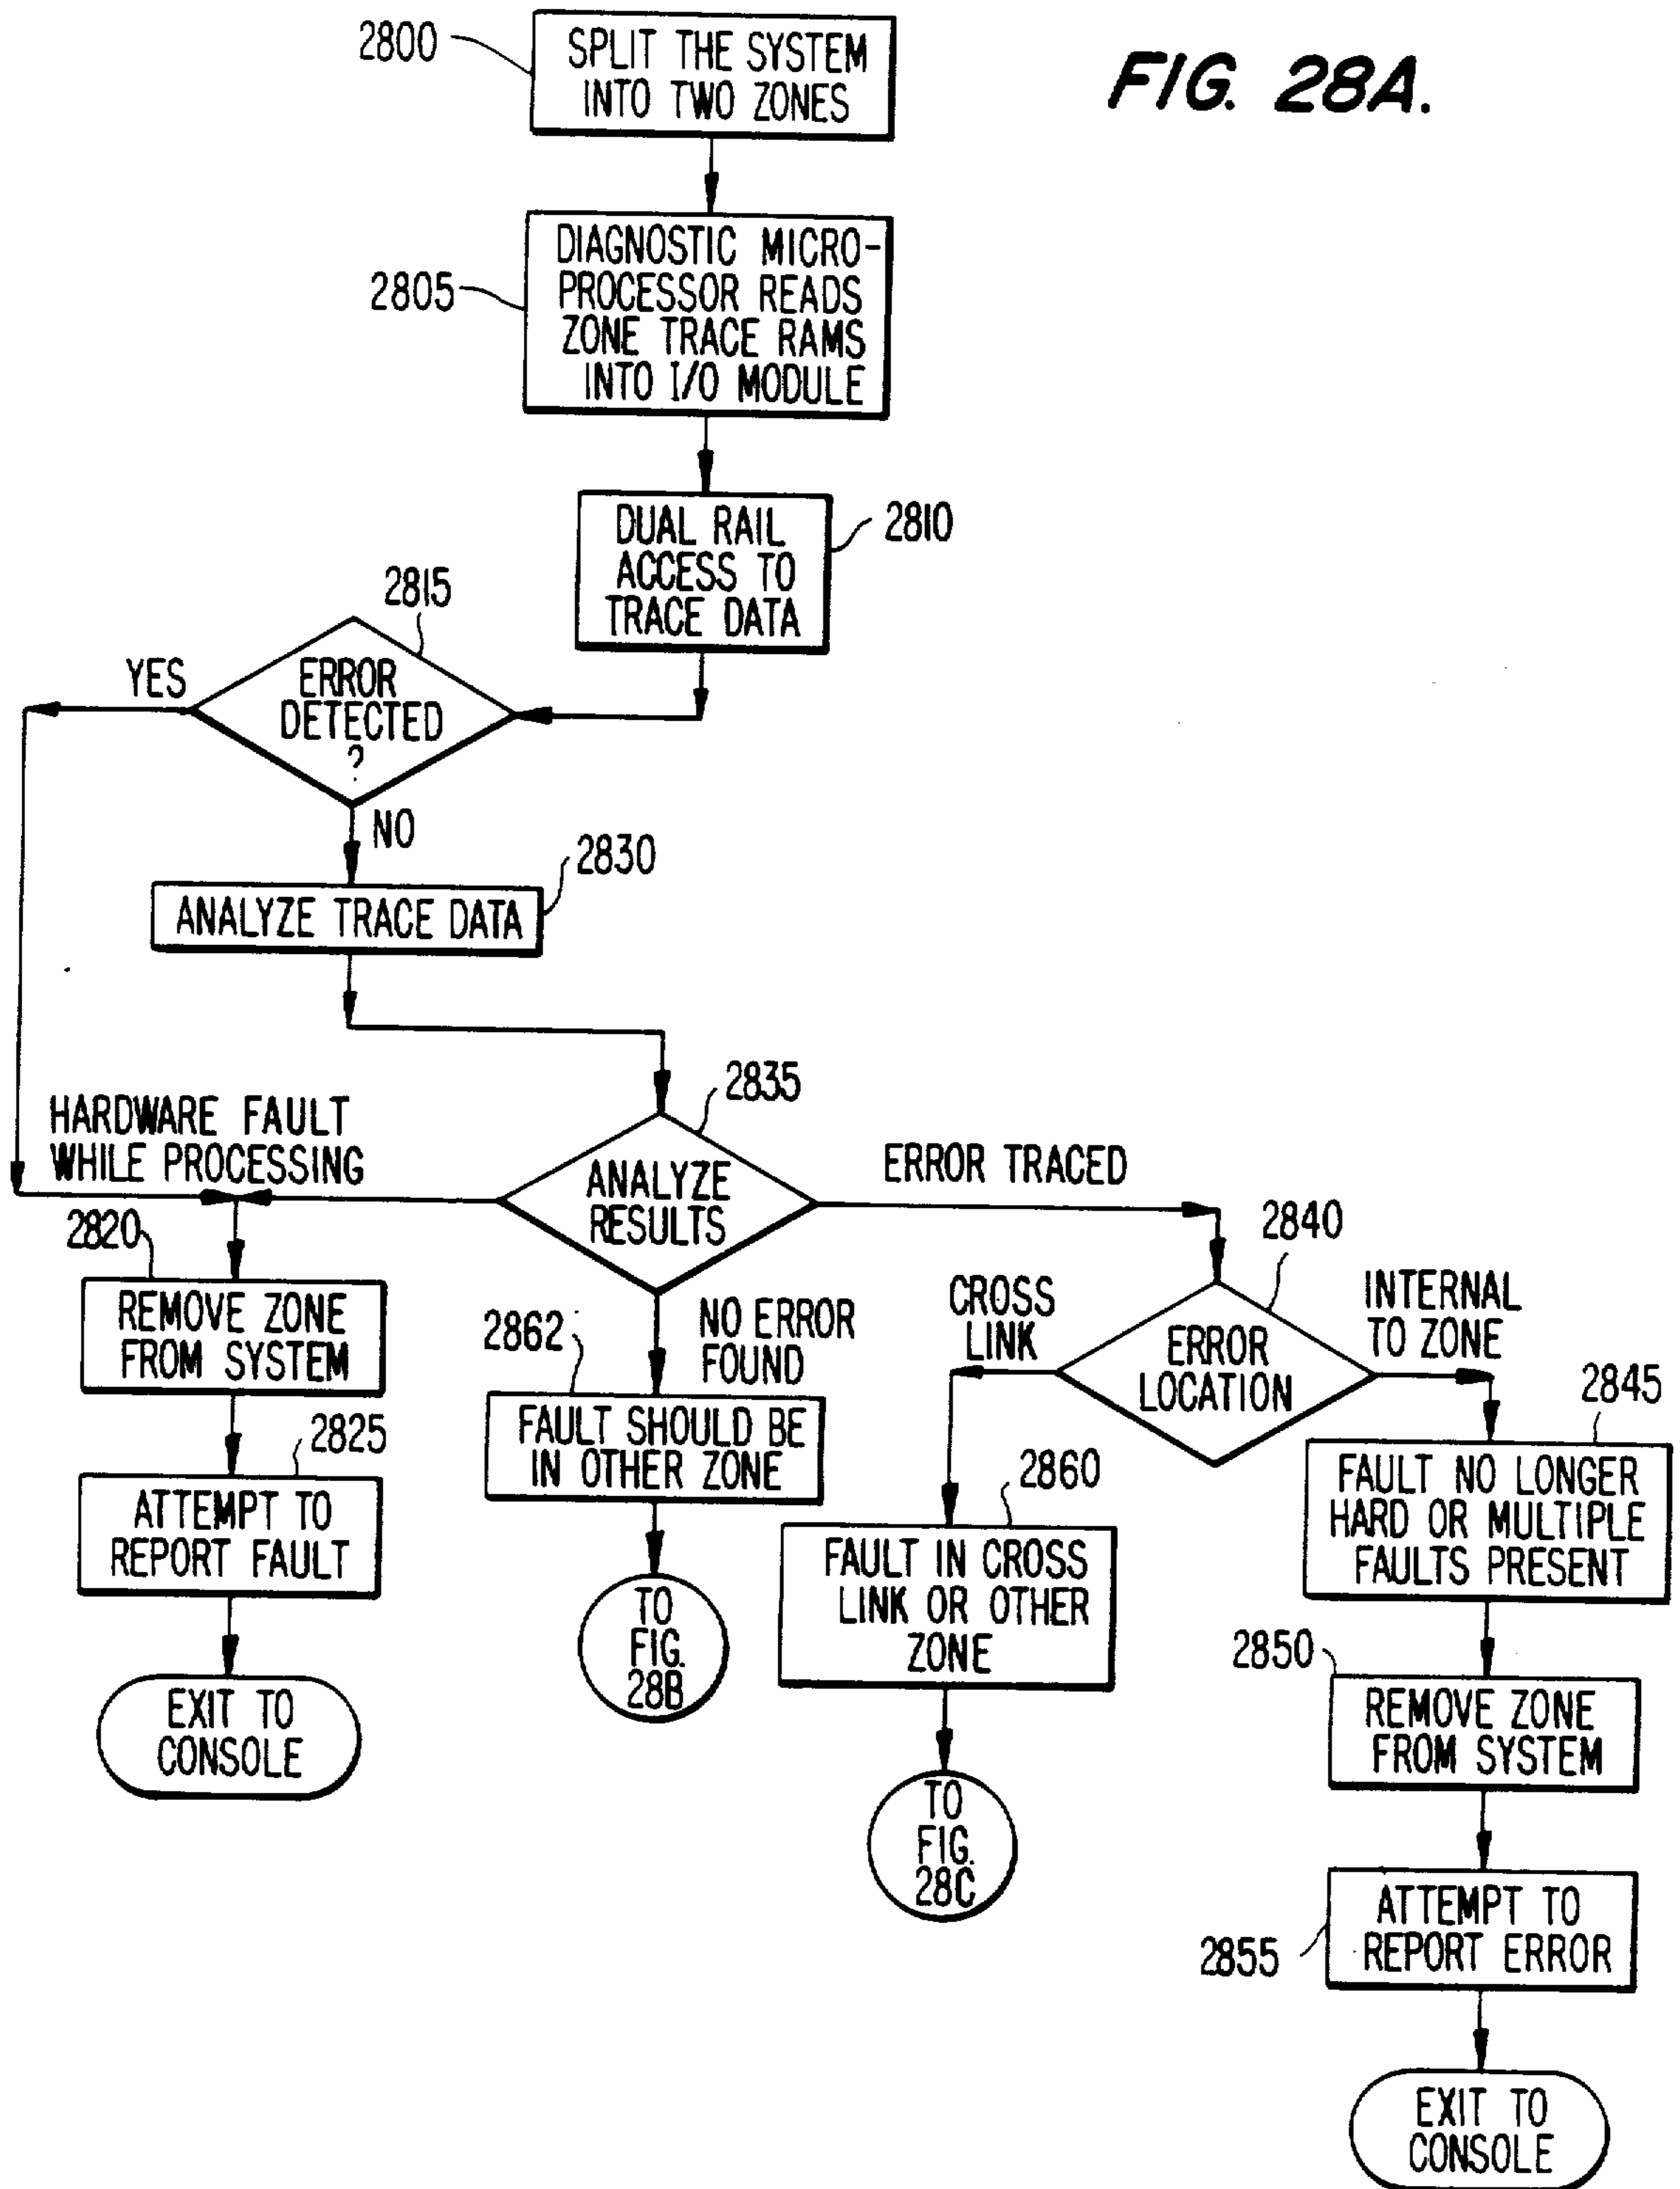 FIG. 28A.
2800
SPLIT THE SYSTEM
INTO TWO ZONES
2805
DIAGNOSTIC MICRO-
PROCESSOR READS
ZONE TRACE RAMS
INTO I/O MODULE
2810
DUAL RAIL
ACCESS TO
TRACE DATA
2815
YES
ERROR
DETECTED
?
NO
2830
ANALYZE TRACE DATA
2835
HARDWARE FAULT
WHILE PROCESSING
ANALYZE
RESULTS
ERROR TRACED
2820
REMOVE ZONE
FROM SYSTEM
2825
ATTEMPT TO
REPORT FAULT
EXIT TO
CONSOLE
NO ERROR
FOUND
2862
FAULT SHOULD BE
IN OTHER ZONE
TO
FIG.
28B
2840
CROSS
LINK
ERROR
LOCATION
INTERNAL
TO ZONE
2860
FAULT IN CROSS
LINK OR OTHER
ZONE
TO
FIG.
28C
2845
FAULT NO LONGER
HARD OR MULTIPLE
FAULTS PRESENT
2850
REMOVE ZONE
FROM SYSTEM
2855
ATTEMPT TO
REPORT ERROR
EXIT TO
CONSOLE